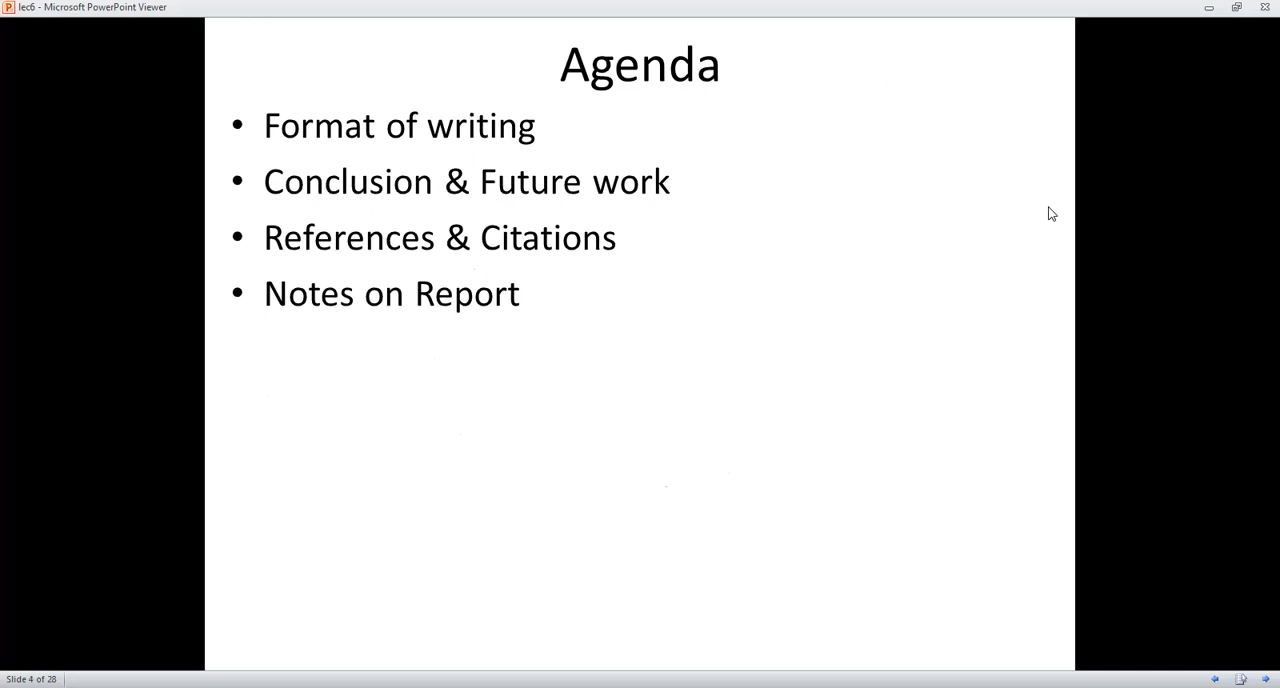 lec6 - Microsoft PowerPoint Viewer
Agenda
• Format of writing
• Conclusion & Future work
• References & Citations
• Notes on Report
Slide 4 of 28